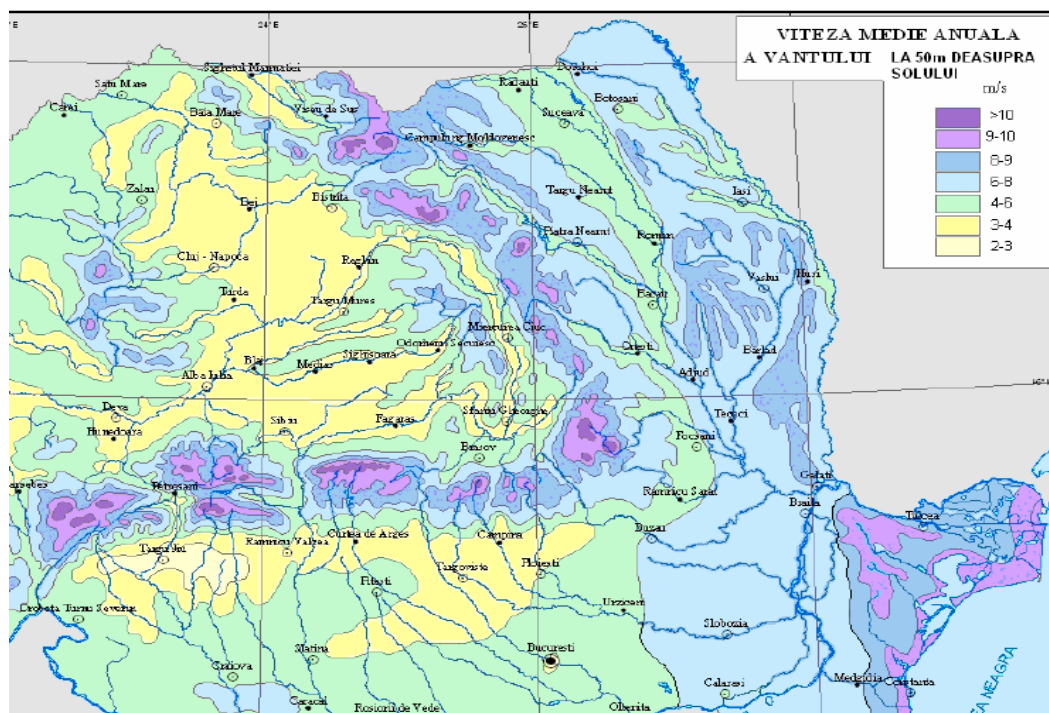 24°E
VITEZA MEDIE ANUALA
A VANTULUI LA 50m DEASUPRA
SOLULUI
m/s
>10
9-10
8-9
6-8
4-6
3-4
2-3
Sighetul Marmatiei
Dorohoi
Satu Mare
Radauti
Viseu de Sus
Botosani
Carei
Baia Mare
Suceava
Campulung Moldovenesc
Zalau
Targu Neamt
Iasi
Dej
Bistrita
Piatra Neamt
Roman
Cluj - Napoca
Reghin
Vaslui
Husi
Turda
Targu Mures
Bacau
Miercurea Ciuc
Odorheiu Secuiesc
Sighisoara
Onesti
Barlad
Blaj
Medias
Adjud
Alba Iulia
Deva
Sfantu Gheorghe
Tecuci
Hunedoara
Sibiu
Fagaras
Brasov
Focsani
Galati
Petrosani
Ramnicu Sarat
Braila
Tulcea
Buzau
Targu Jiu
Ramnicu Valcea
Curtea de Arges
Campina
Targoviste
Ploiesti
Pitesti
Urziceni
Drobeta Turnu Severin
Slobozia
Slatina
Bucuresti
Craiova
Medgidia
Constanta
Calarasi
Caracal
Rosiorii de Vede
Oltenita
NEAGRA